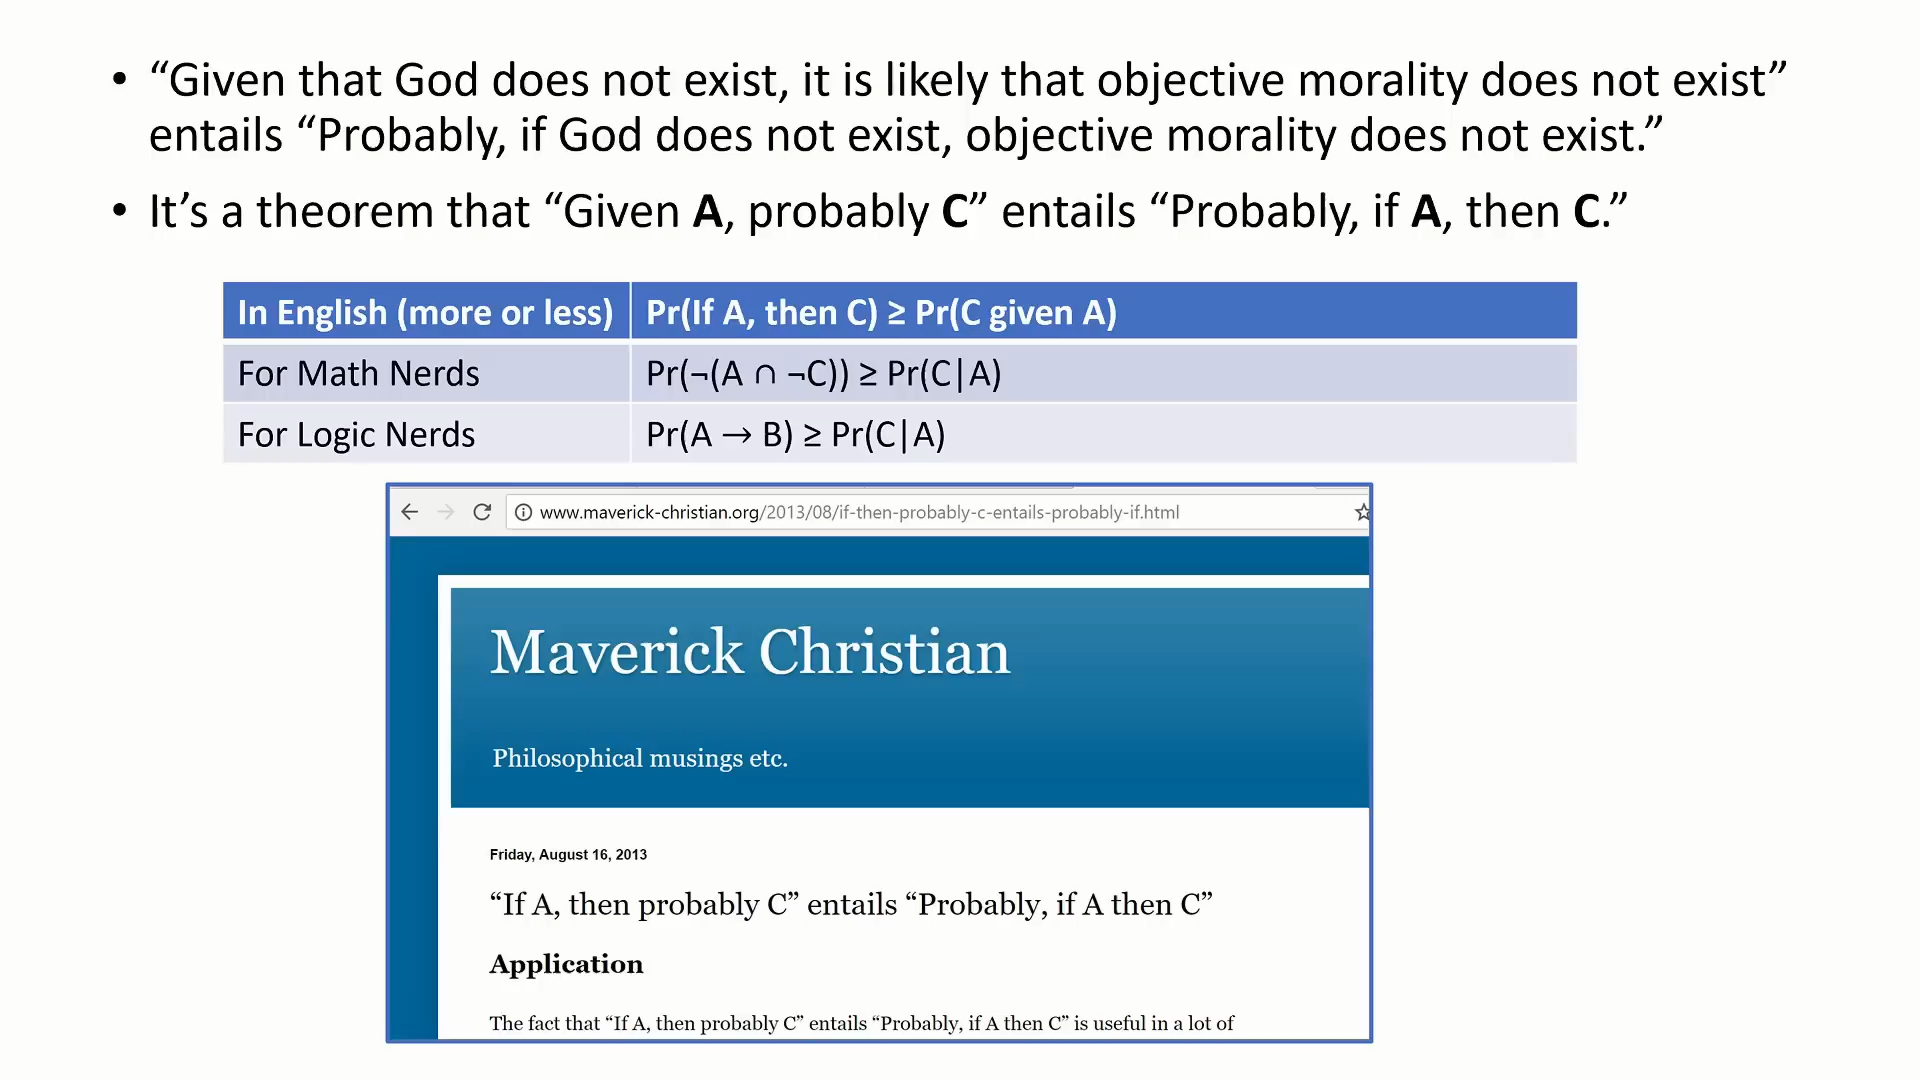 • “Given that God does not exist, it is likely that objective morality does not exist”
entails “Probably, if God does not exist, objective morality does not exist.”
• It’s a theorem that “Given A, probably C” entails “Probably, if A, then C.”
In English (more or less) Pr(If A, then C) ≥ Pr(C given A)
For Math Nerds Pr(¬(A ∩ ¬C)) ≥ Pr(C|A)
For Logic Nerds Pr(A → B) ≥ Pr(C|A)
www.maverick-christian.org/2013/08/if-then-probably-c-entails-probably-if.html
Maverick Christian
Philosophical musings etc.
Friday, August 16, 2013
“If A, then probably C” entails “Probably, if A then C”
Application
The fact that “If A, then probably C” entails “Probably, if A then C” is useful in a lot of